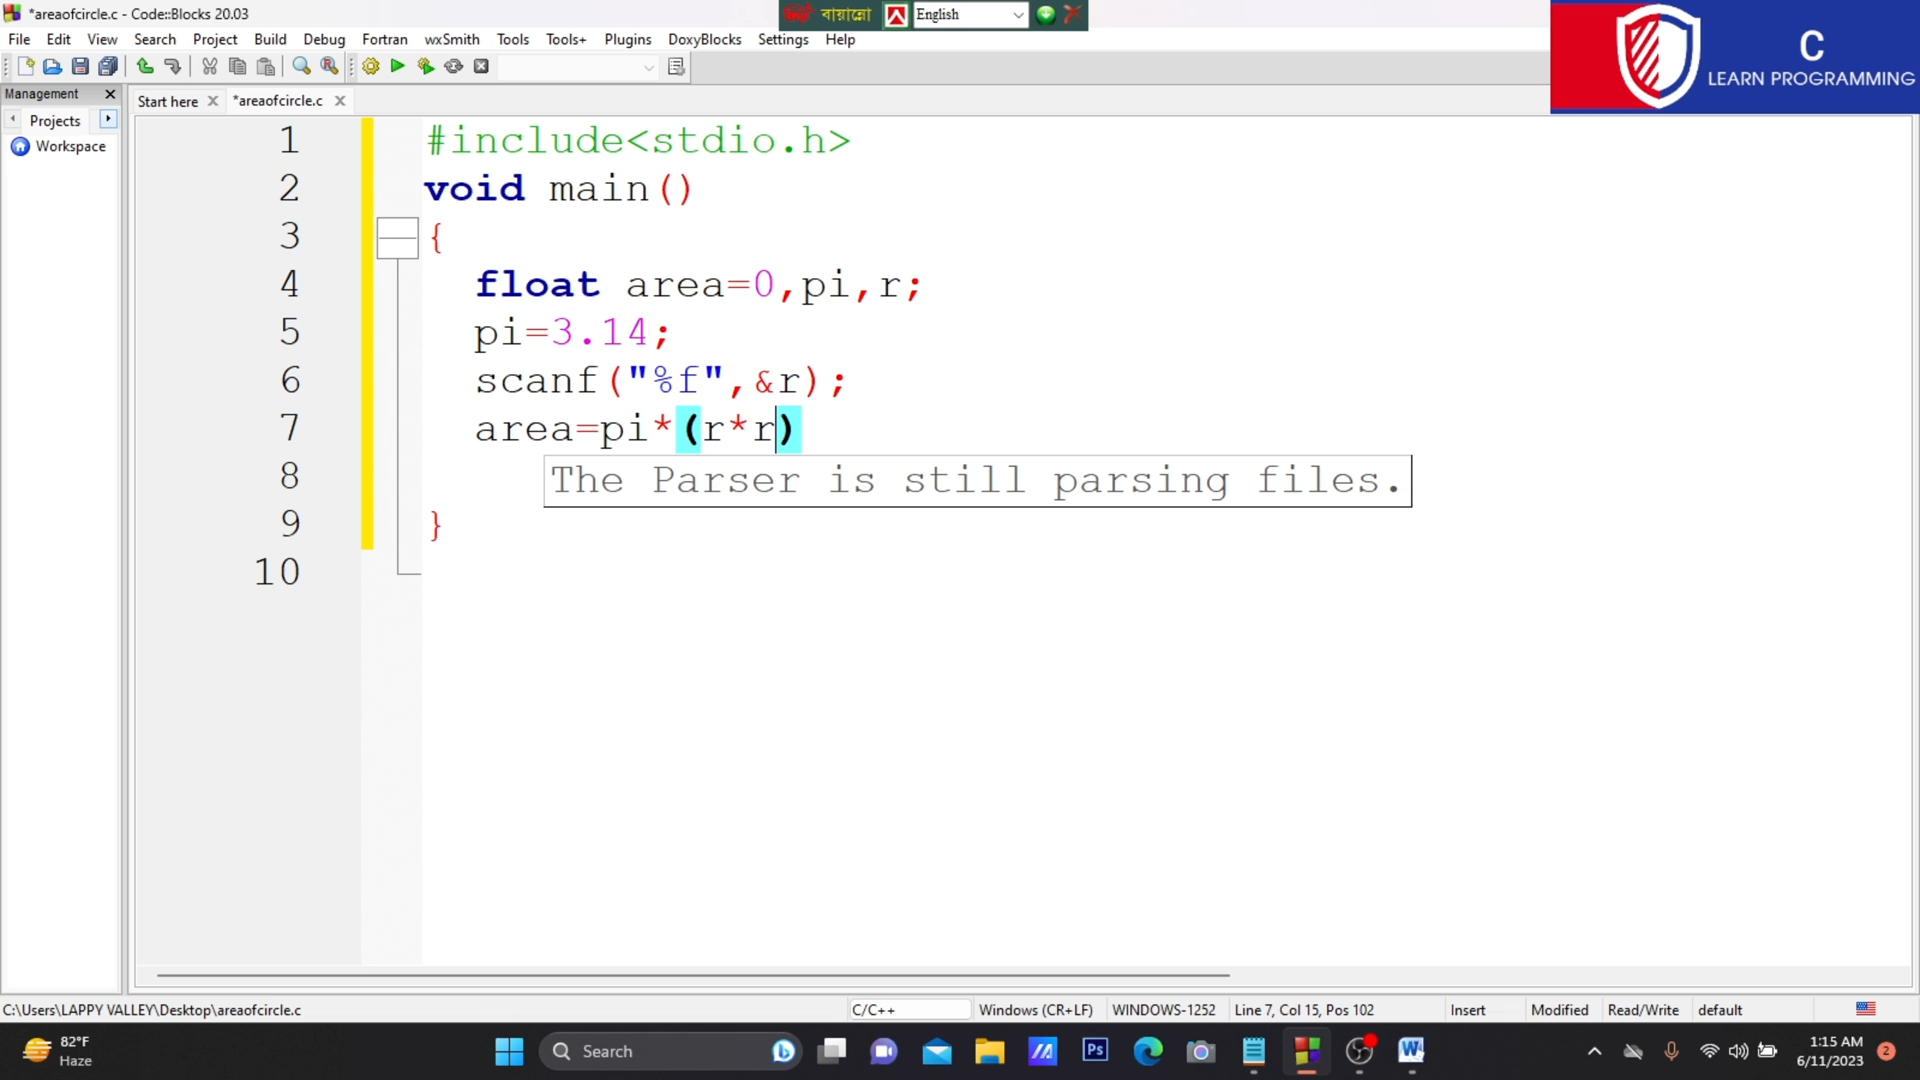 *areaofcircle.c - Code::Blocks 20.03
বায়ান্নো
English
File Edit View Search Project Build Debug Fortran wxSmith Tools Tools+ Plugins DoxyBlocks Settings Help
C
LEARN PROGRAMMING
Management
Start here
*areaofcircle.c
Projects
Workspace
1 #include<stdio.h>
2 void main()
3 {
4 float area=0,pi,r;
5 pi=3.14;
6 scanf("%f",&r);
7 area=pi*(r*r)
8 The Parser is still parsing files.
9 }
10
C:\Users\LAPPY VALLEY\Desktop\areaofcircle.c C/C++ Windows (CR+LF) WINDOWS-1252 Line 7, Col 15, Pos 102 Insert Modified Read/Write default
82°F
Haze
Search
Ps
W
1:15 AM
6/11/2023
2